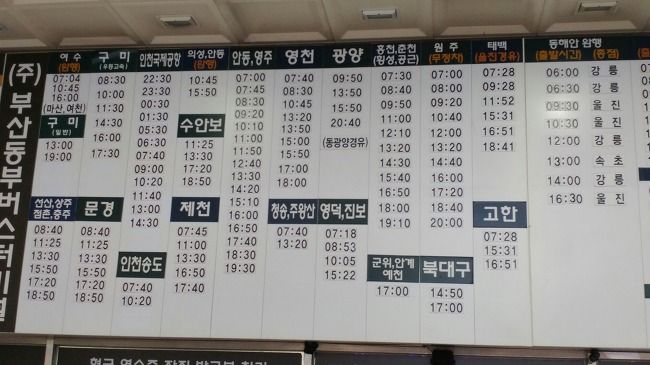 (주)부산동부버스터미널
여수
(완행)
07:04
10:45
16:00
(마산,여천)
구미
(일반)
13:00
19:00
선산,상주
점촌,충주
08:40
11:25
13:30
15:50
17:20
18:50
구미
(우등고속)
08:30
10:30
11:30
14:30
16:00
17:30
문경
08:40
11:25
13:30
15:50
17:20
18:50
인천국제공항
22:30
23:30
00:30
01:30
05:30
06:30
07:40
09:00
10:20
11:40
13:00
14:30
인천송도
07:40
10:20
의성,안동
(완행)
10:45
15:50
수안보
11:25
13:30
15:50
17:20
18:50
제천
07:45
11:00
13:30
16:30
17:40
안동,영주
07:00
07:40
08:30
09:20
10:10
11:00
11:50
12:40
13:30
14:20
15:10
16:00
16:50
17:40
18:30
19:30
영천
07:40
08:40
10:50
13:50
15:00
17:00
18:00
청송,주왕산
07:40
13:20
광양
09:50
13:50
15:50
20:40
(동광양경유)
영덕,진보
07:18
08:53
10:05
15:22
홍천,춘천
(횡성,공근)
07:30
08:40
10:00
11:00
12:10
13:30
14:30
15:40
16:50
18:00
19:10
군위,안계
예천
17:00
원주
(무정차)
07:30
08:40
10:00
11:00
12:00
13:20
14:40
16:00
17:20
18:40
20:00
북대구
14:50
17:00
태백
(울진경유)
07:28
09:28
11:52
15:31
16:51
18:41
고한
07:28
15:31
16:51
동해안 완행
(출발시간) (종점)
06:00 강릉
08:30 강릉
09:30 울진
10:30 울진
12:00 강릉
13:00 속초
14:00 강릉
16:30 울진